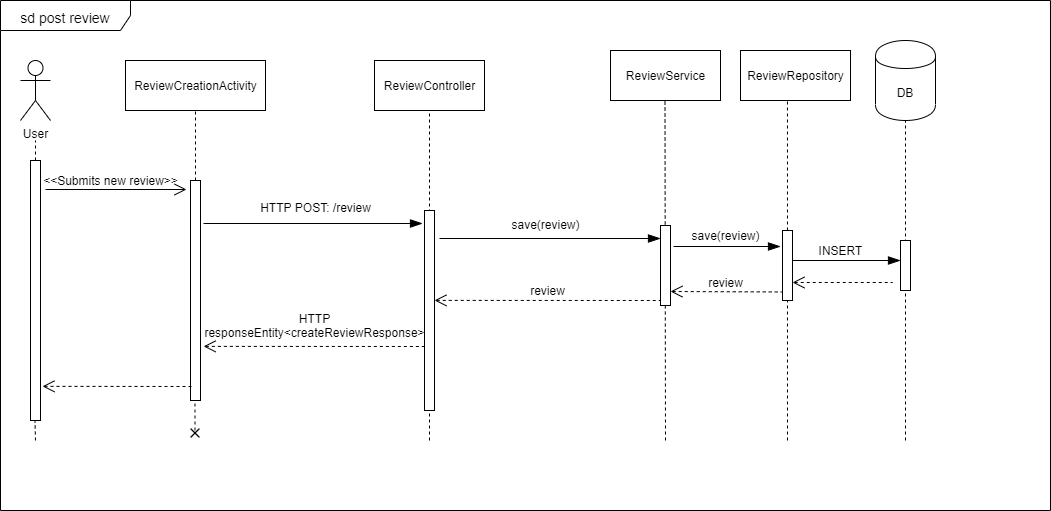 sd post review
ReviewCreationActivity
ReviewController
ReviewService
ReviewRepository
DB
User
<<Submits new review>>
HTTP POST: /review
save(review)
save(review)
INSERT
review
review
HTTP
responseEntity<createReviewResponse>